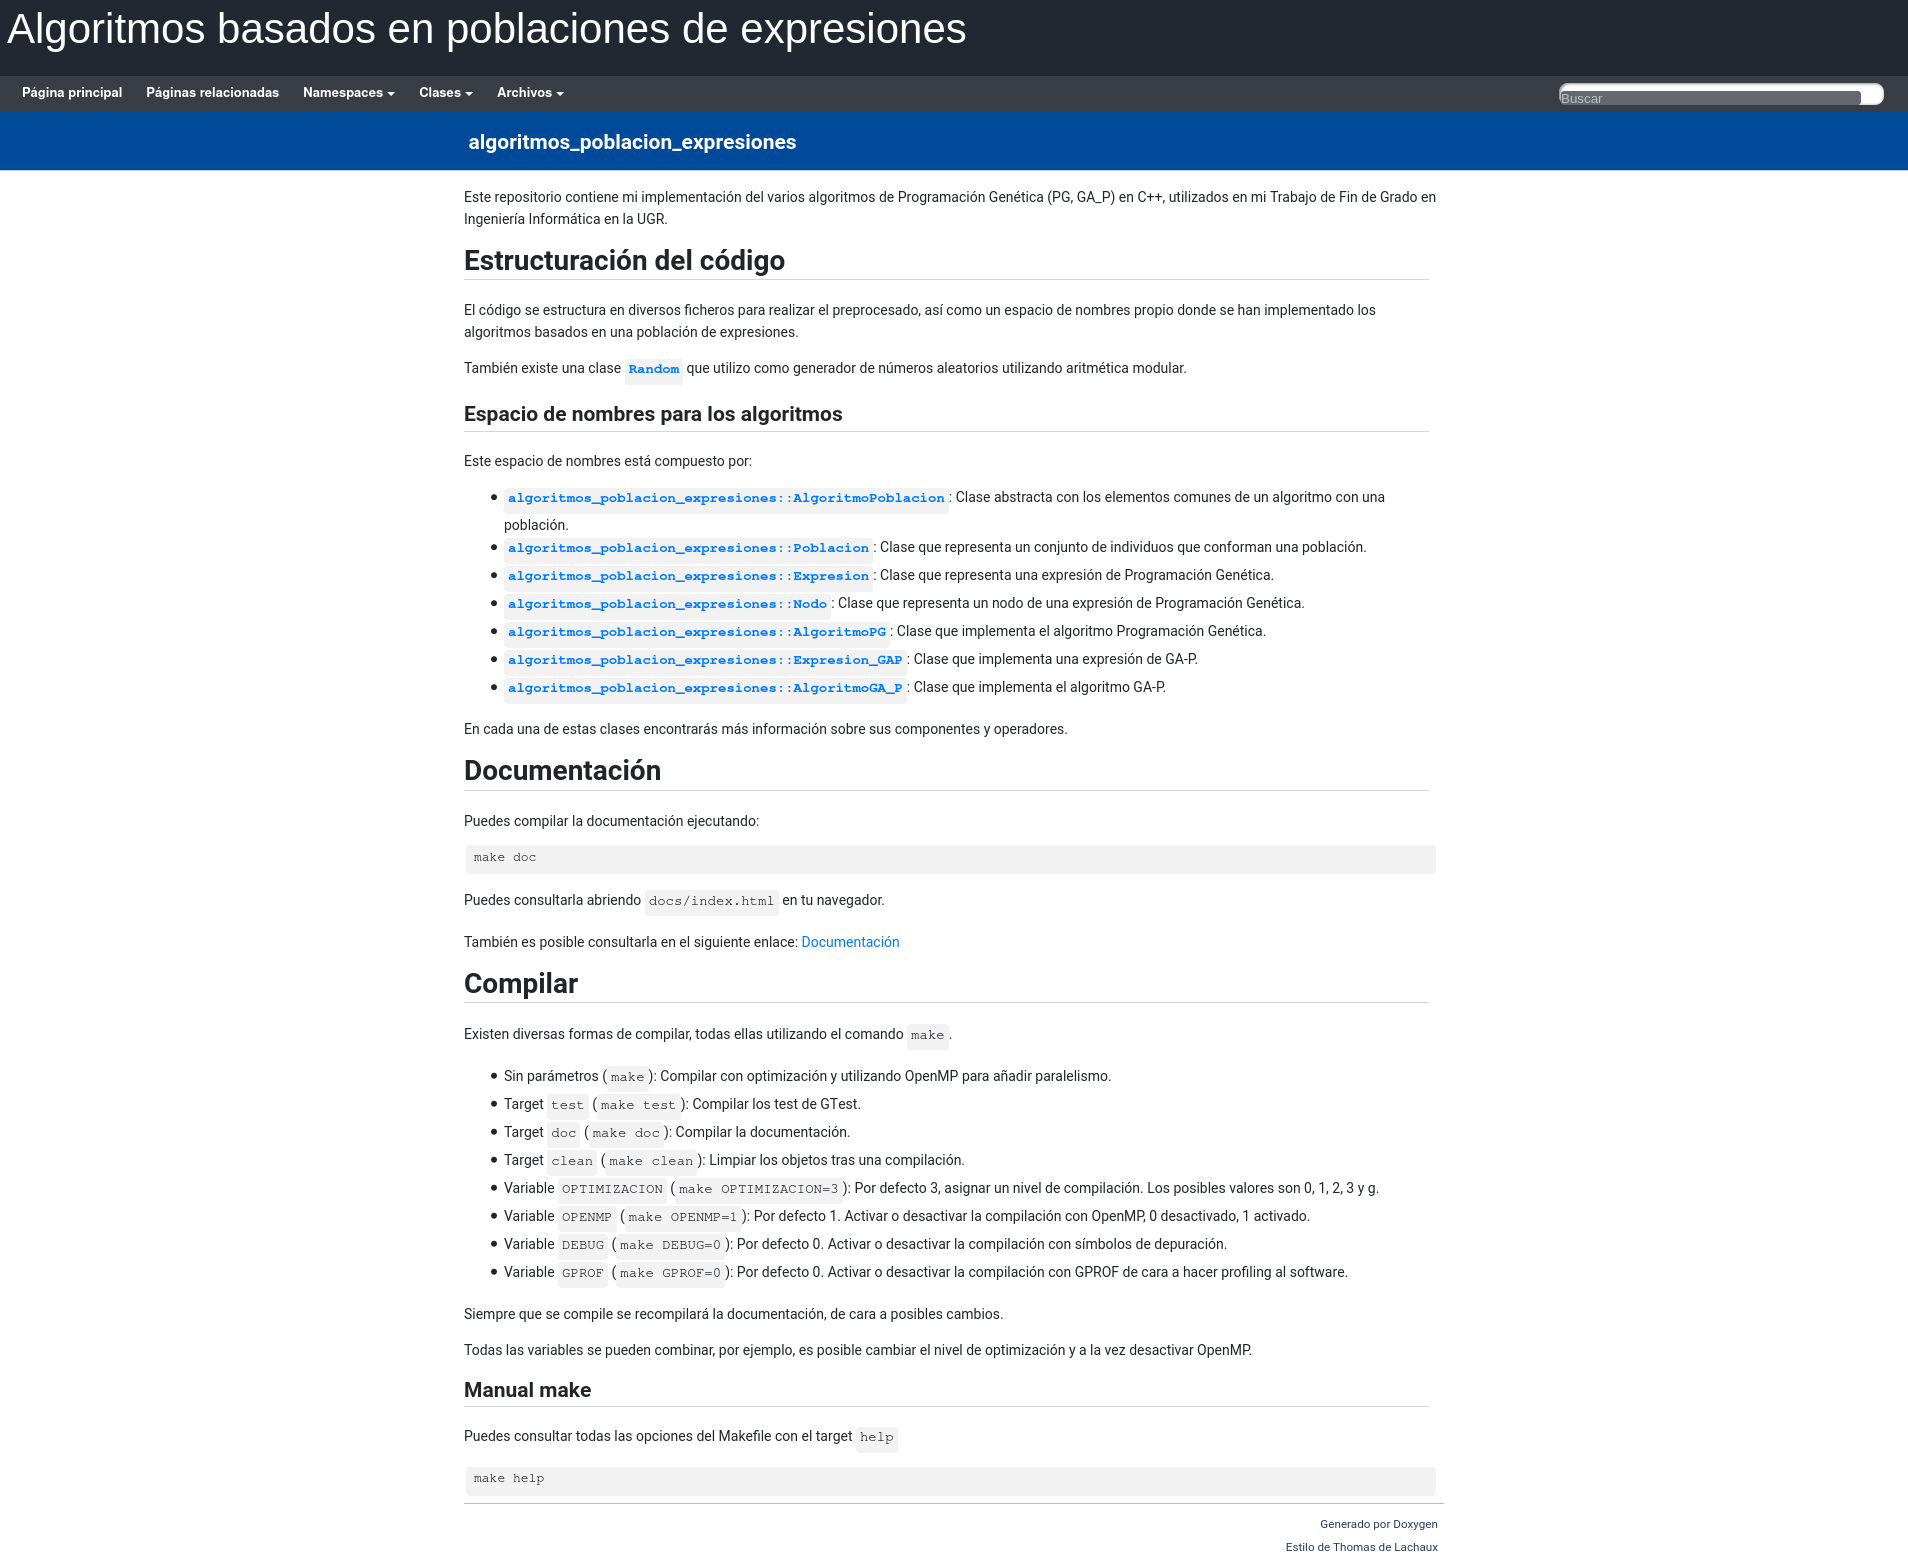 Algoritmos basados en poblaciones de expresiones
Página principal Páginas relacionadas Namespaces Clases Archivos Buscar
algoritmos_poblacion_expresiones
Este repositorio contiene mi implementación del varios algoritmos de Programación Genética (PG, GA_P) en C++, utilizados en mi Trabajo de Fin de Grado en
Ingeniería Informática en la UGR.
Estructuración del código
El código se estructura en diversos ficheros para realizar el preprocesado, así como un espacio de nombres propio donde se han implementado los
algoritmos basados en una población de expresiones.
También existe una clase Random que utilizo como generador de números aleatorios utilizando aritmética modular.
Espacio de nombres para los algoritmos
Este espacio de nombres está compuesto por:
algoritmos_poblacion_expresiones::AlgoritmoPoblacion: Clase abstracta con los elementos comunes de un algoritmo con una
población.
algoritmos_poblacion_expresiones::Poblacion: Clase que representa un conjunto de individuos que conforman una población.
algoritmos_poblacion_expresiones::Expresion: Clase que representa una expresión de Programación Genética.
algoritmos_poblacion_expresiones::Nodo: Clase que representa un nodo de una expresión de Programación Genética.
algoritmos_poblacion_expresiones::AlgoritmoPG: Clase que implementa el algoritmo Programación Genética.
algoritmos_poblacion_expresiones::Expresion_GAP: Clase que implementa una expresión de GA-P.
algoritmos_poblacion_expresiones::AlgoritmoGA_P: Clase que implementa el algoritmo GA-P.
En cada una de estas clases encontrarás más información sobre sus componentes y operadores.
Documentación
Puedes compilar la documentación ejecutando:
make doc
Puedes consultarla abriendo docs/index.html en tu navegador.
También es posible consultarla en el siguiente enlace: Documentación
Compilar
Existen diversas formas de compilar, todas ellas utilizando el comando make.
Sin parámetros (make): Compilar con optimización y utilizando OpenMP para añadir paralelismo.
Target test (make test): Compilar los test de GTest.
Target doc (make doc): Compilar la documentación.
Target clean (make clean): Limpiar los objetos tras una compilación.
Variable OPTIMIZACION (make OPTIMIZACION=3): Por defecto 3, asignar un nivel de compilación. Los posibles valores son 0, 1, 2, 3 y g.
Variable OPENMP (make OPENMP=1): Por defecto 1. Activar o desactivar la compilación con OpenMP, 0 desactivado, 1 activado.
Variable DEBUG (make DEBUG=0): Por defecto 0. Activar o desactivar la compilación con símbolos de depuración.
Variable GPROF (make GPROF=0): Por defecto 0. Activar o desactivar la compilación con GPROF de cara a hacer profiling al software.
Siempre que se compile se recompilará la documentación, de cara a posibles cambios.
Todas las variables se pueden combinar, por ejemplo, es posible cambiar el nivel de optimización y a la vez desactivar OpenMP.
Manual make
Puedes consultar todas las opciones del Makefile con el target help
make help
Generado por Doxygen
Estilo de Thomas de Lachaux